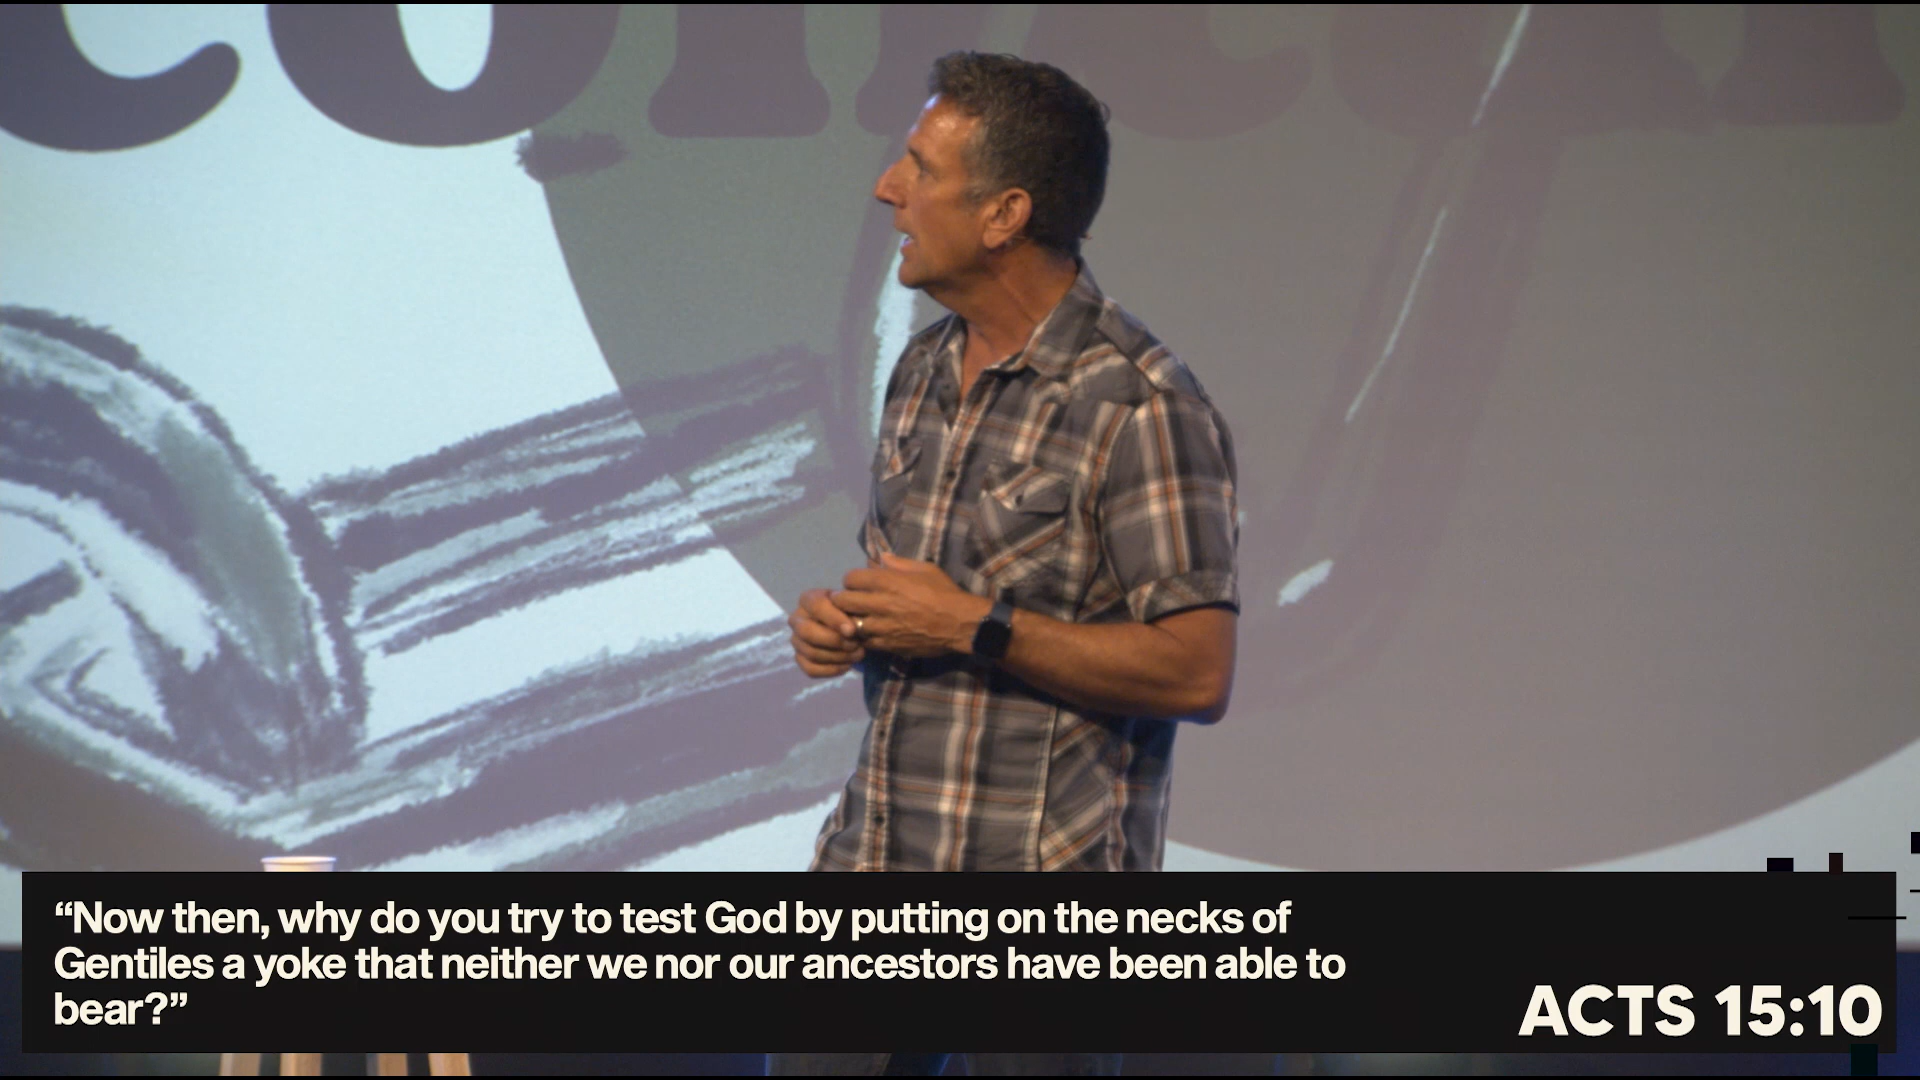 “Now then, why do you try to test God by putting on the necks of
Gentiles a yoke that neither we nor our ancestors have been able to
bear?”
ACTS 15:10